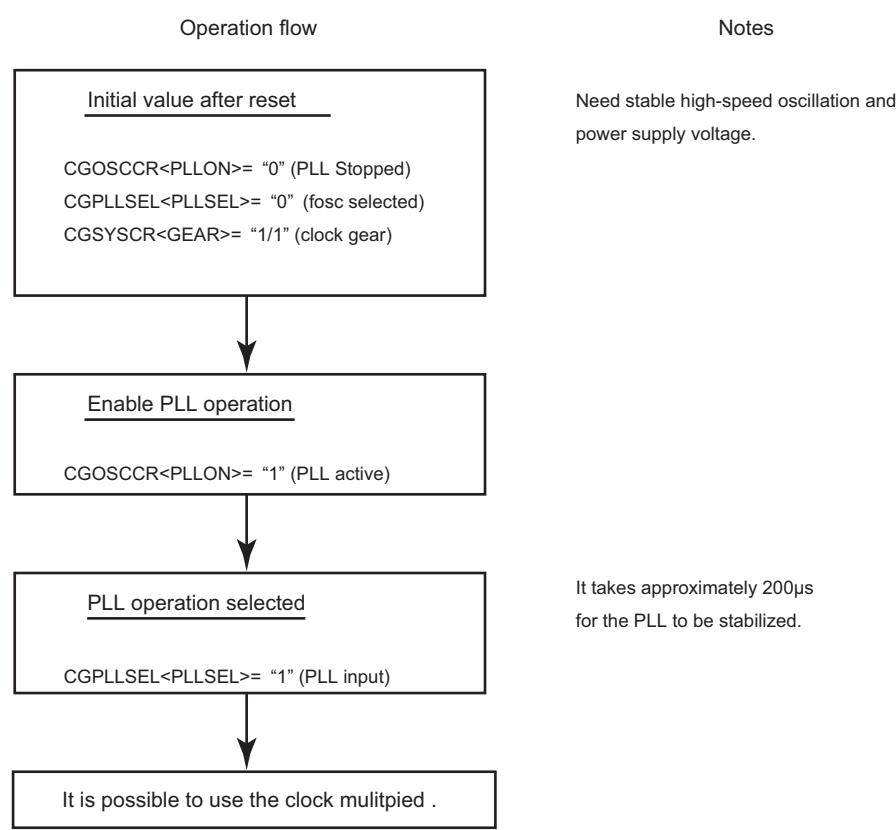 Operation flow
Notes
Initial value after reset
Need stable high-speed oscillation and
power supply voltage.
CGOSCCR<PLLON>= “0” (PLL Stopped)
CGPLLSEL<PLLSEL>= “0” (fosc selected)
CGSYSCR<GEAR>= “1/1” (clock gear)
Enable PLL operation
CGOSCCR<PLLON>= “1” (PLL active)
PLL operation selected
It takes approximately 200μs
for the PLL to be stabilized.
CGPLLSEL<PLLSEL>= “1” (PLL input)
It is possible to use the clock mulitpied .